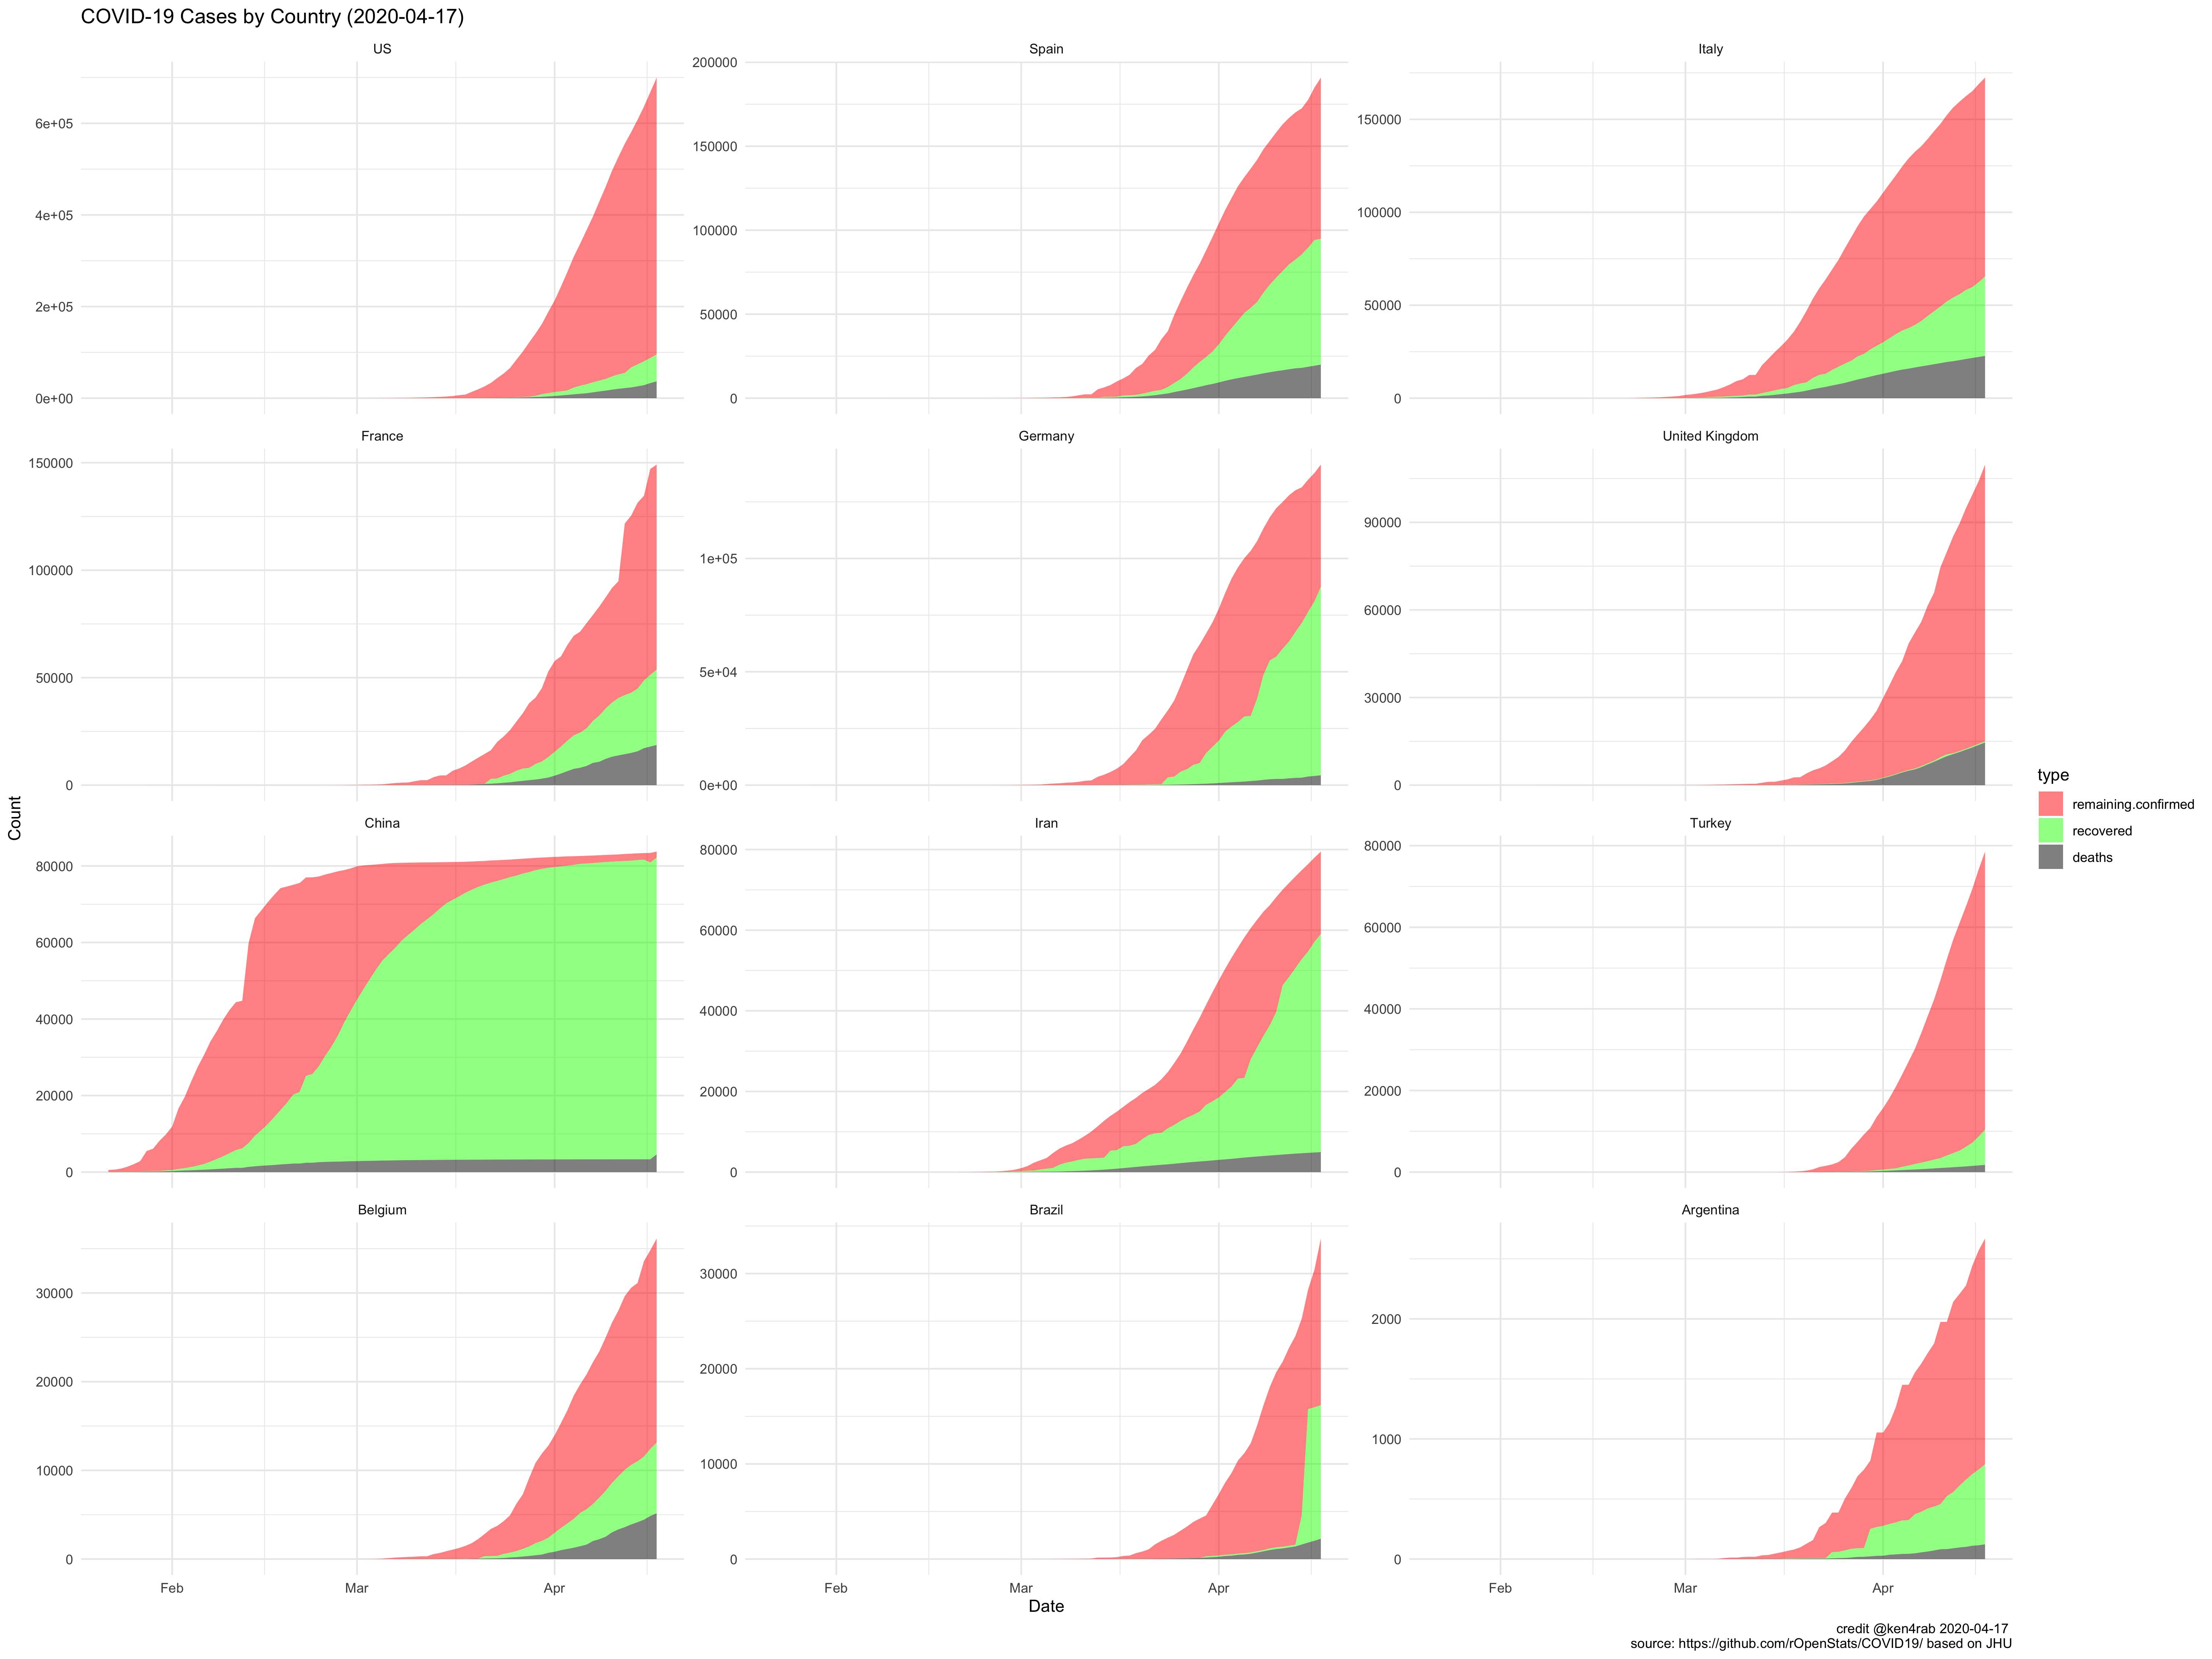 COVID-19 Cases by Country (2020-04-17)
US
Spain
Italy
6e+05
4e+05
2e+05
0e+00
200000
150000
100000
50000
0
150000
100000
50000
0
France
Germany
United Kingdom
150000
100000
50000
0
1e+05
5e+04
0e+00
90000
60000
30000
0
China
Iran
Turkey
80000
60000
40000
20000
0
80000
60000
40000
20000
0
80000
60000
40000
20000
0
Belgium
Brazil
Argentina
30000
20000
10000
0
30000
20000
10000
0
2000
1000
0
Feb Mar Apr
Feb Mar Apr
Feb Mar Apr
Count
Date
type
remaining.confirmed
recovered
deaths
credit @ken4rab 2020-04-17
source: https://github.com/rOpenStats/COVID19/ based on JHU